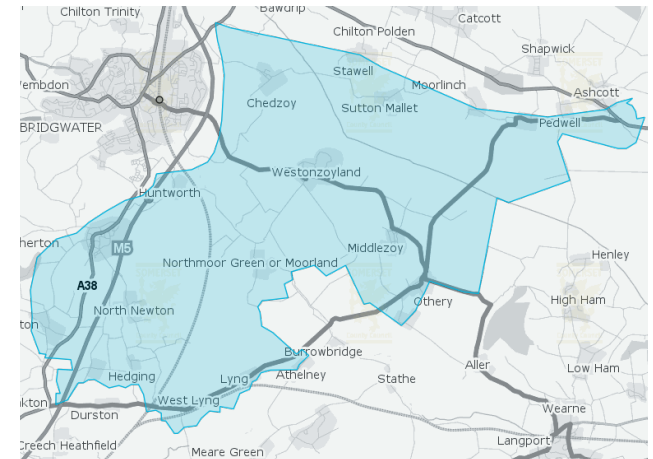 Chilton Trinity
Bawdrip
Catcott
Chilton Polden
Shapwick
Stawell
Moorlinch
Ashcott
Chedzoy
Sutton Mallet
Pedwell
BRIDGWATER
Westonzoyland
Huntworth
M5
Middlezoy
Henley
Northmoor Green or Moorland
A38
Othery
High Ham
North Newton
Burrowbridge
Aller
Low Ham
Hedging
Lyng
Athelney
Stathe
West Lyng
Wearne
Durston
Langport
Creech Heathfield
Meare Green